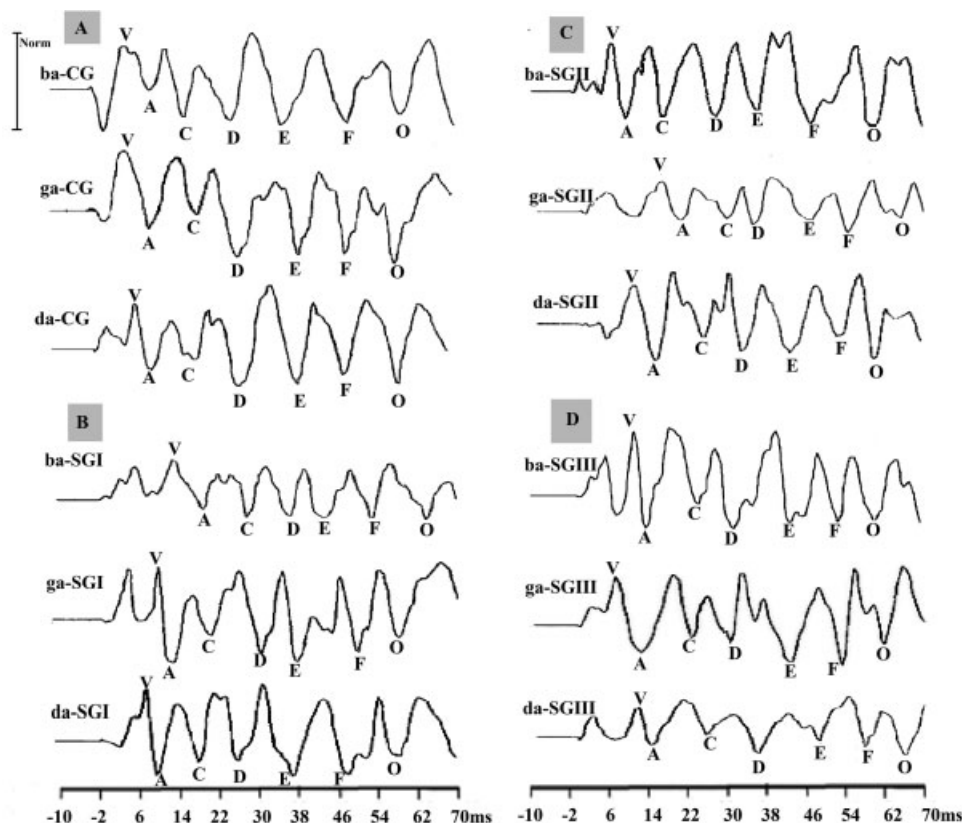 A
Norm
V
ba-CG
A
C
D
E
F
O
V
ga-CG
A
C
D
E
F
O
V
da-CG
A
C
D
E
F
O
B
V
ba-SGI
A
C
D
E
F
O
V
ga-SGI
A
C
D
E
F
O
V
da-SGI
A
C
D
E
F
O
-10 -2 6 14 22 30 38 46 54 62 70ms
C
V
ba-SGII
A
C
D
E
F
O
V
ga-SGII
A
C
D
E
F
O
V
da-SGII
A
C
D
E
F
O
D
V
ba-SGIII
A
C
D
E
F
O
V
ga-SGIII
A
C
D
E
F
O
V
da-SGIII
A
C
D
E
F
O
-10 -2 6 14 22 30 38 46 54 62 70ms